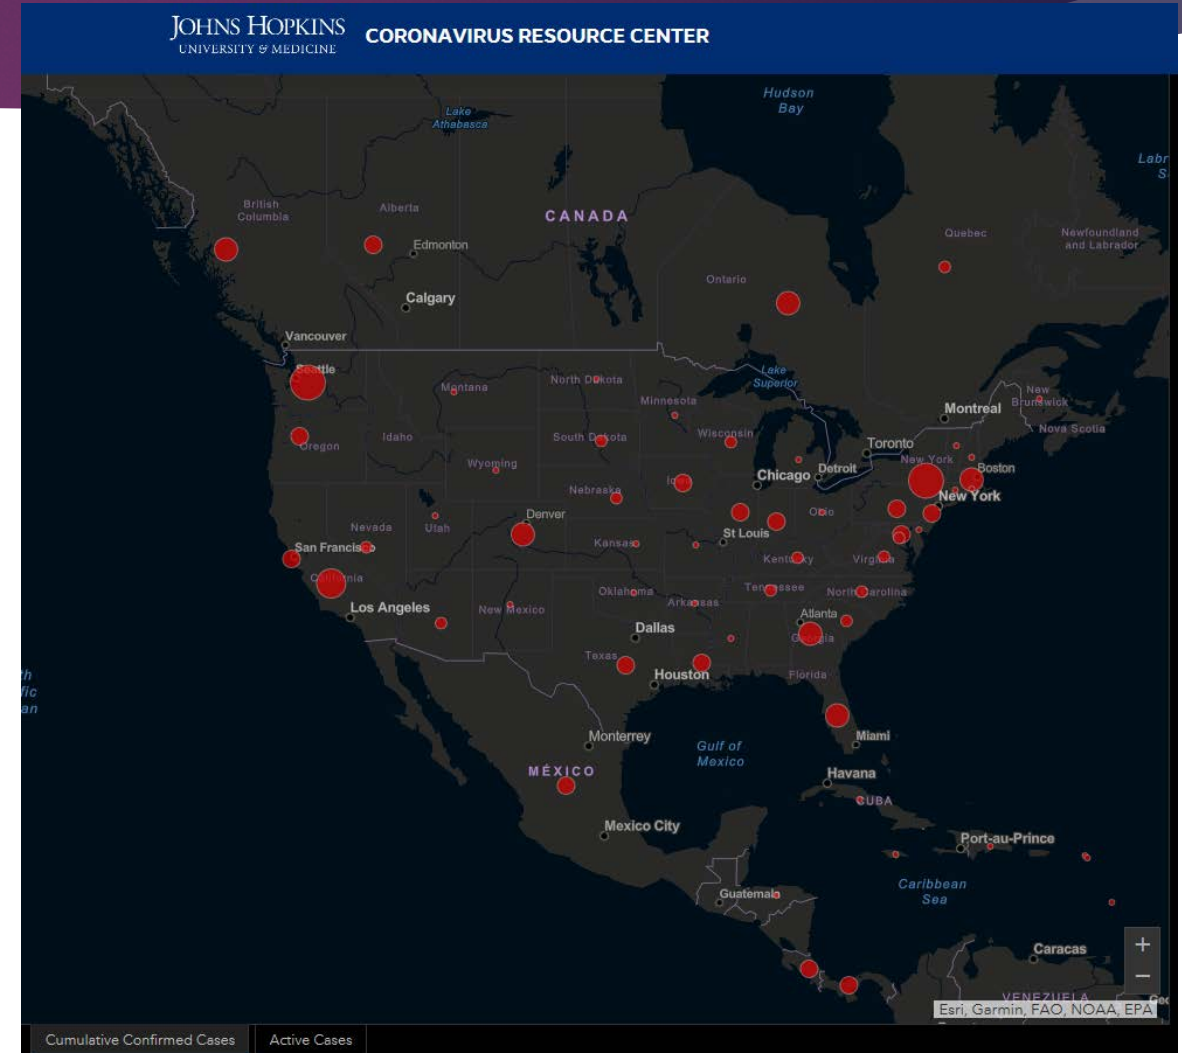 JOHNS HOPKINS
UNIVERSITY & MEDICINE
CORONAVIRUS RESOURCE CENTER
Hudson
Bay
Lake
Athabasca
Labr
S
British
Columbia
Alberta
CANADA
Edmonton
Quebec
Newfoundland
and Labrador
Ontario
Calgary
Vancouver
Seattle
Montana
North Dakota
Lake
Superior
Minnesota
New
Brunswick
Montreal
Nova Scotia
Oregon
Idaho
South Dakota
Wisconsin
Toronto
New York
Wyoming
Iowa
Chicago
Detroit
Boston
Nebraska
New York
Denver
Ohio
Nevada
Utah
St Louis
San Francisco
Kansas
Kentucky
Virginia
California
Oklahoma
Tennessee
North Carolina
Los Angeles
New Mexico
Arkansas
Atlanta
Dallas
Georgia
Texas
Houston
Florida
th
fic
an
Monterrey
Gulf of
Mexico
Miami
MÉXICO
Havana
CUBA
Mexico City
Port-au-Prince
Caribbean
Sea
Guatemala
Caracas
VENEZUELA
Geo
Esri, Garmin, FAO, NOAA, EPA
+
−
Cumulative Confirmed Cases
Active Cases